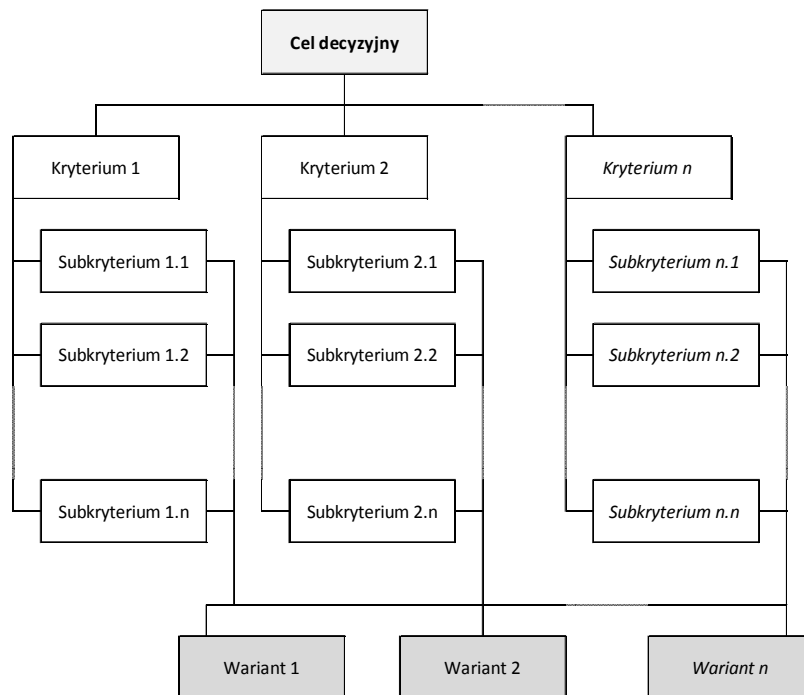 Cel decyzyjny
Kryterium 1
Kryterium 2
Kryterium n
Subkryterium 1.1
Subkryterium 2.1
Subkryterium n.1
Subkryterium 1.2
Subkryterium 2.2
Subkryterium n.2
Subkryterium 1.n
Subkryterium 2.n
Subkryterium n.n
Wariant 1
Wariant 2
Wariant n